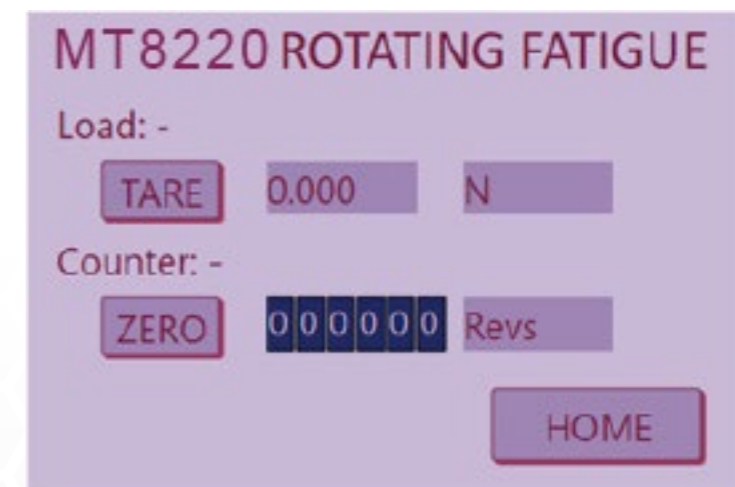 MT8220 ROTATING FATIGUE
Load: -
TARE 0.000 N
Counter: -
ZERO 000000 Revs
HOME